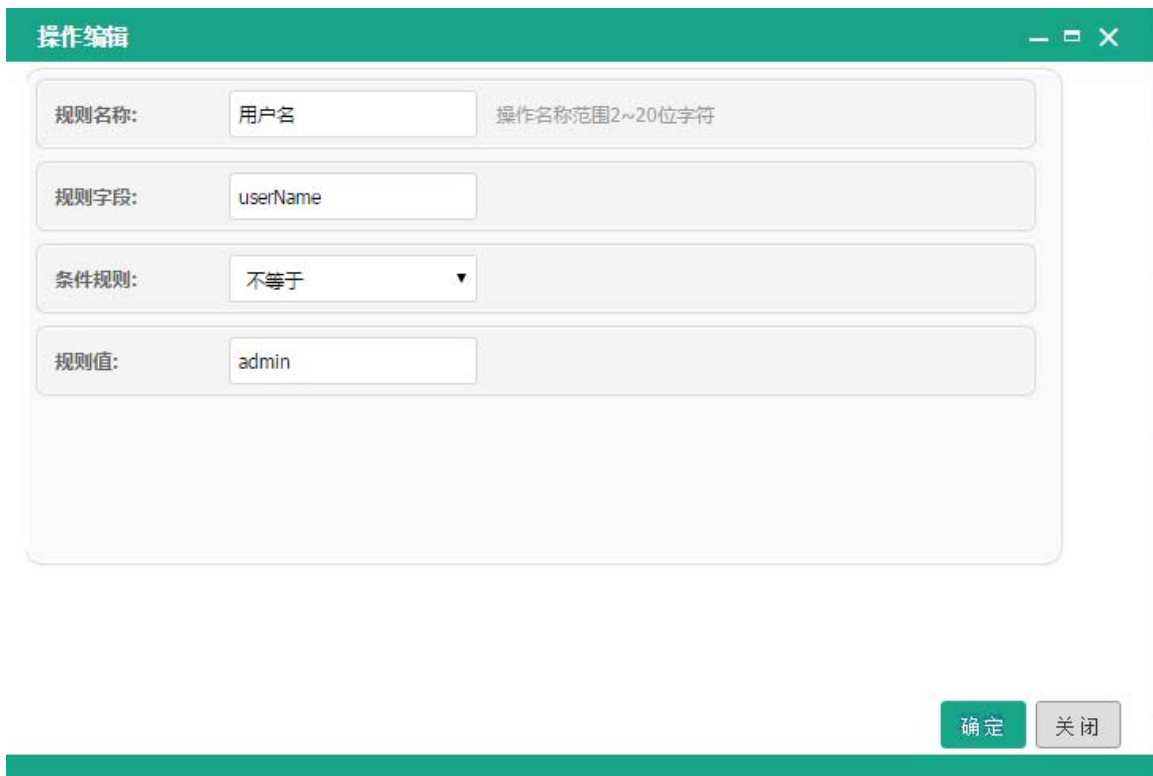 操作编辑
规则名称: 用户名 操作名称范围2~20位字符
规则字段: userName
条件规则: 不等于
规则值: admin
确定 关闭